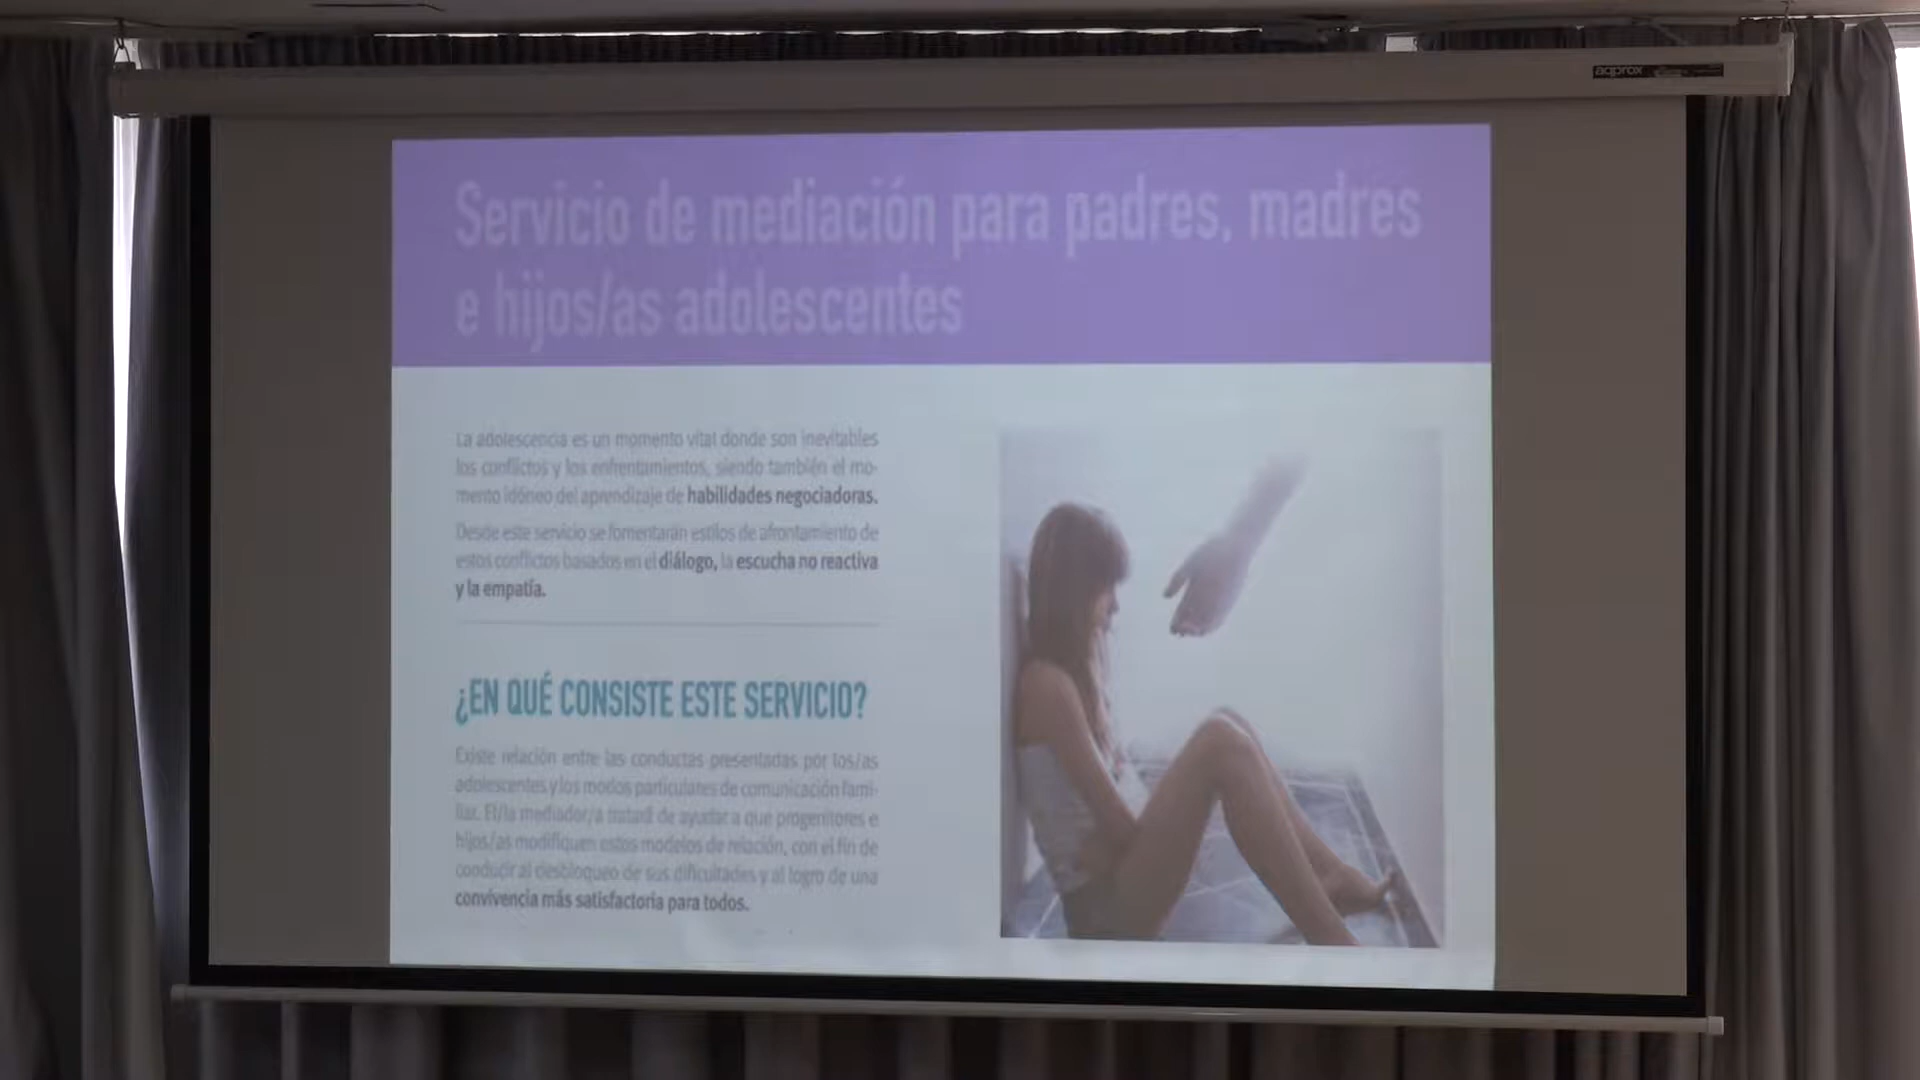 aqprox
Servicio de mediación para padres, madres
e hijos/as adolescentes
La adolescencia es un momento vital donde son inevitables
los conflictos y los enfrentamientos, siendo también el mo-
mento idóneo del aprendizaje de habilidades negociadoras.
Desde este servicio se fomentarán estilos de afrontamiento de
estos conflictos basados en el diálogo, la escucha no reactiva
y la empatía.
¿EN QUÉ CONSISTE ESTE SERVICIO?
Existe relación entre las conductas presentadas por los/as
adolescentes y los modos particulares de comunicación fami-
liar. El/la mediador/a tratará de ayudar a que progenitores e
hijos/as modifiquen estos modelos de relación, con el fin de
conducir al desbloqueo de sus dificultades y al logro de una
convivencia más satisfactoria para todos.